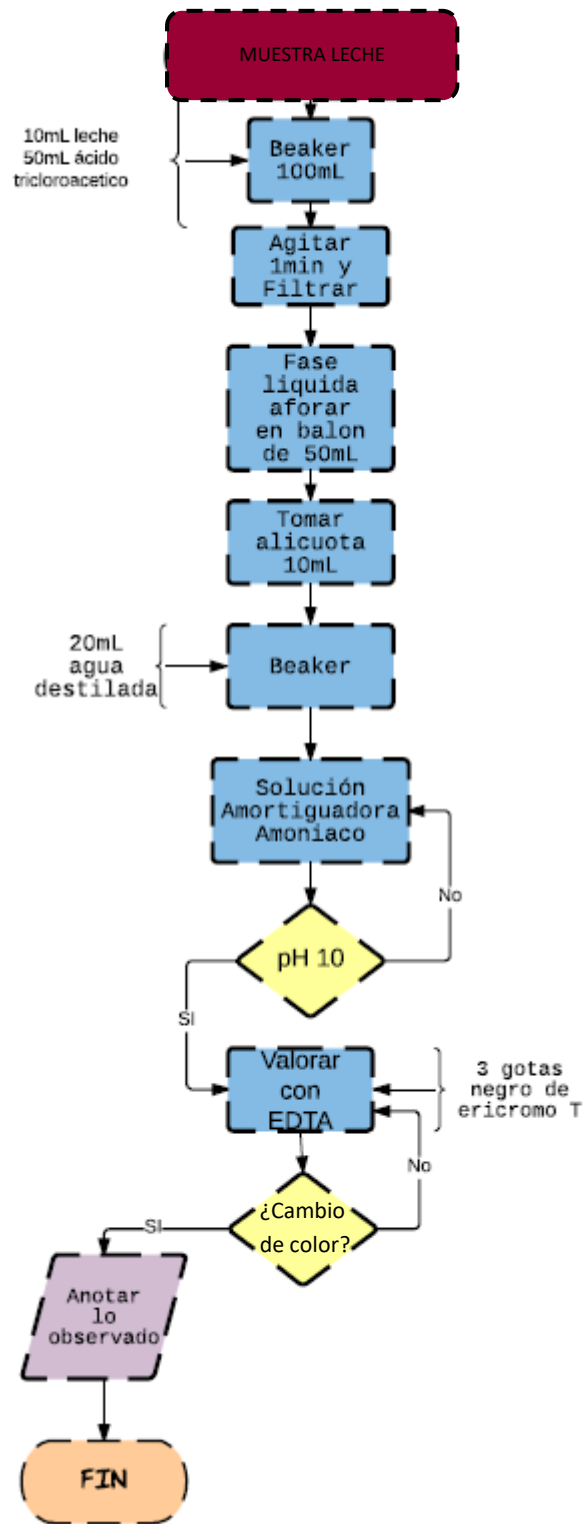 MUESTRA LECHE
10mL leche
50mL ácido
tricloroacetico
Beaker
100mL
Agitar
1min y
Filtrar
Fase
liquida
aforar
en balon
de 50mL
Tomar
alicuota
10mL
20mL
agua
destilada
Beaker
Solución
Amortiguadora
Amoniaco
No
pH 10
SI
Valorar
con
EDTA
3 gotas
negro de
ericromo T
No
¿Cambio
de color?
SI
Anotar
lo
observado
FIN